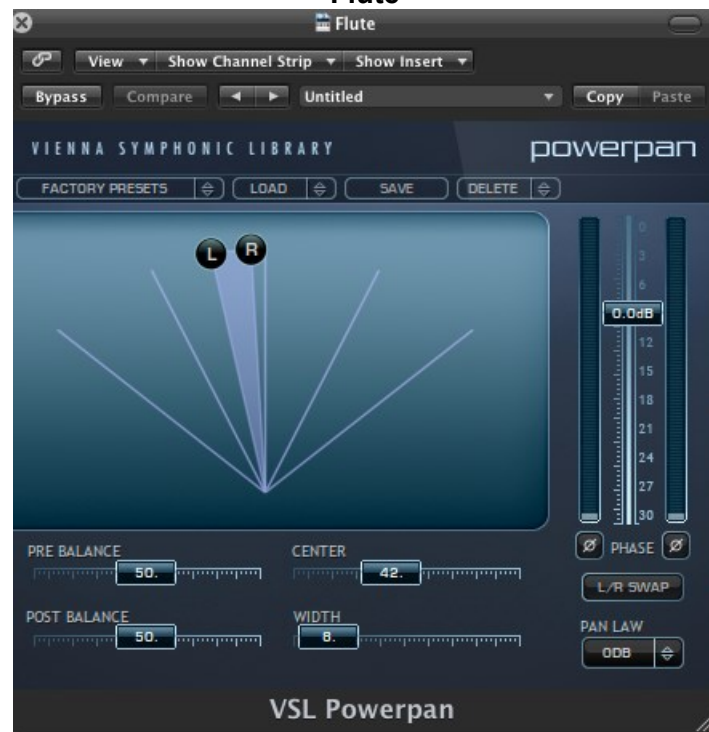 Flute
Flute
View Show Channel Strip Show Insert
Bypass Compare Untitled Copy Paste
VIENNA SYMPHONIC LIBRARY powerpan
FACTORY PRESETS LOAD SAVE DELETE
L R
0
3
6
0.0dB
12
15
18
21
24
27
30
PRE BALANCE CENTER Ø PHASE Ø
50. 42.
L/R SWAP
POST BALANCE WIDTH PAN LAW
50. 8.
0DB
VSL Powerpan